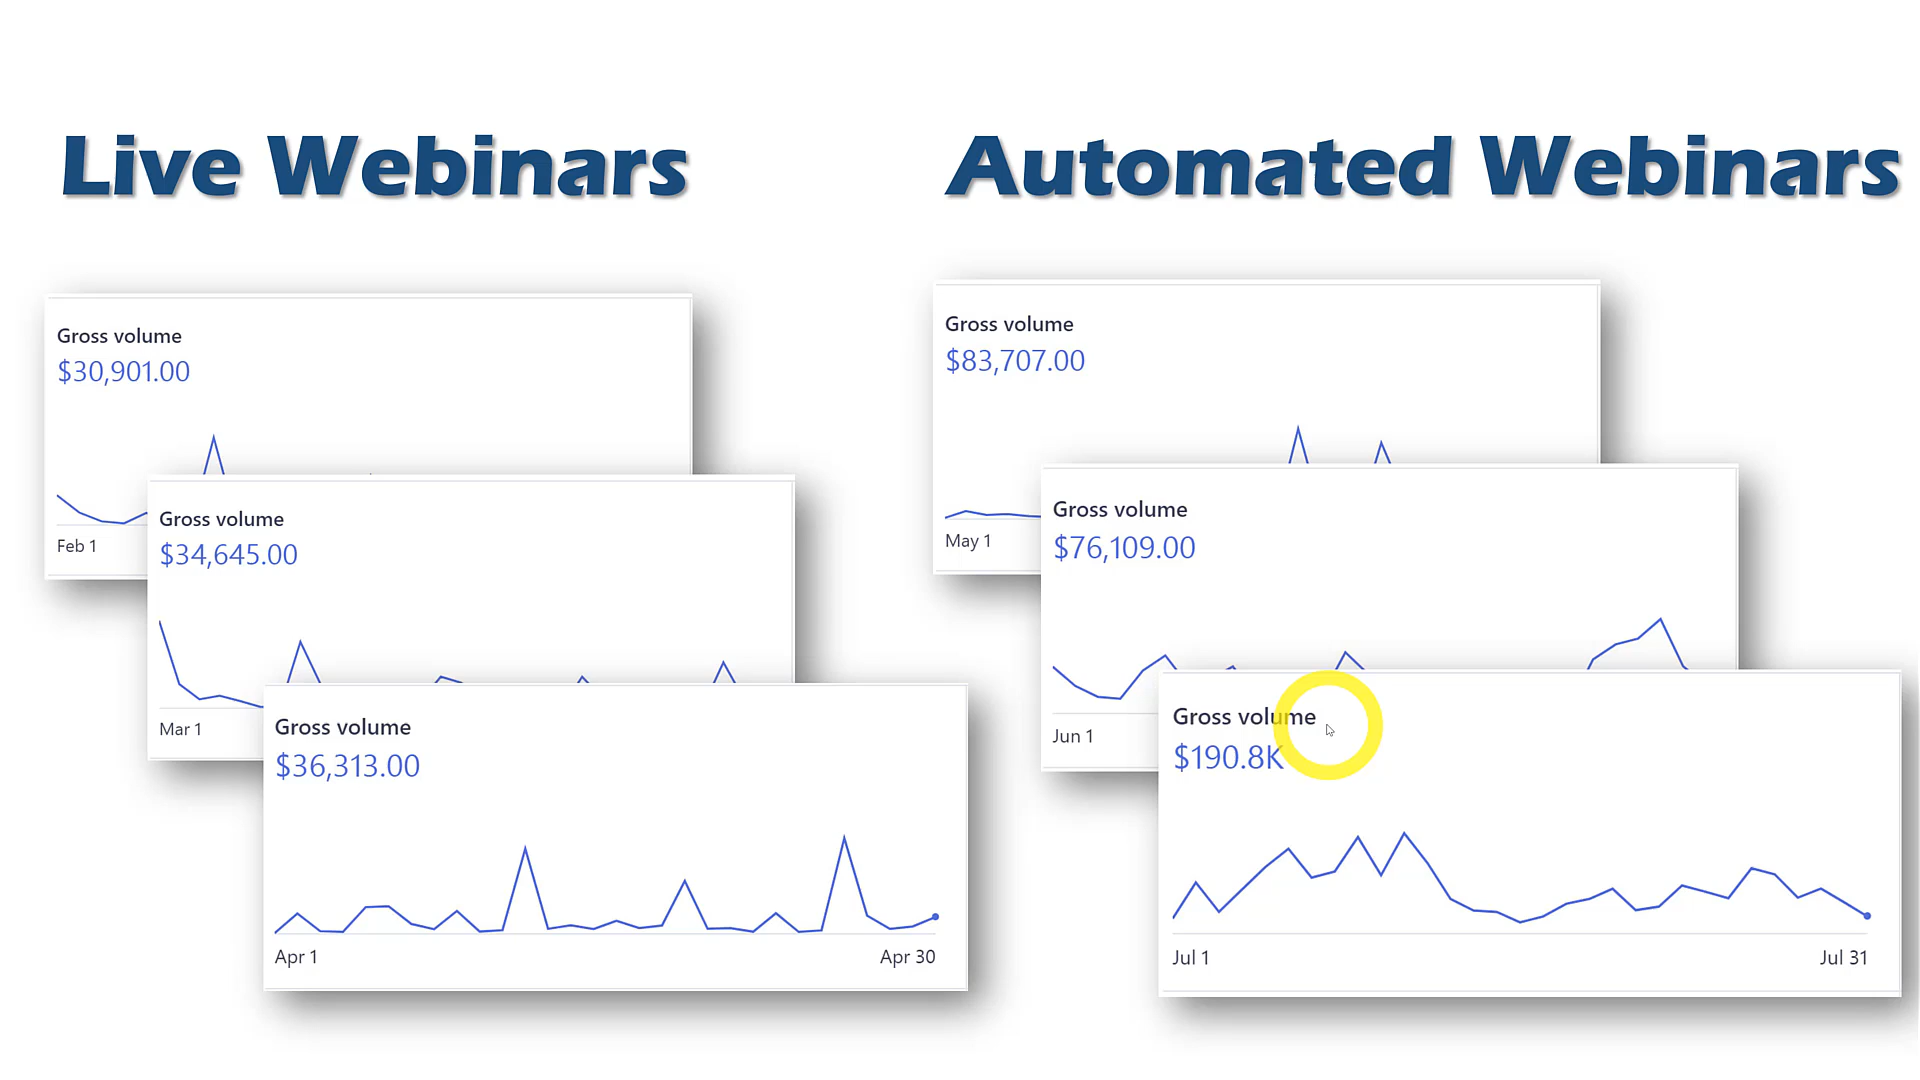 Live Webinars
Gross volume
$30,901.00
Feb 1
Gross volume
$34,645.00
Mar 1
Gross volume
$36,313.00
Apr 1
Apr 30
Automated Webinars
Gross volume
$83,707.00
May 1
Gross volume
$76,109.00
Jun 1
Gross volume
$190.8K
Jul 1
Jul 31